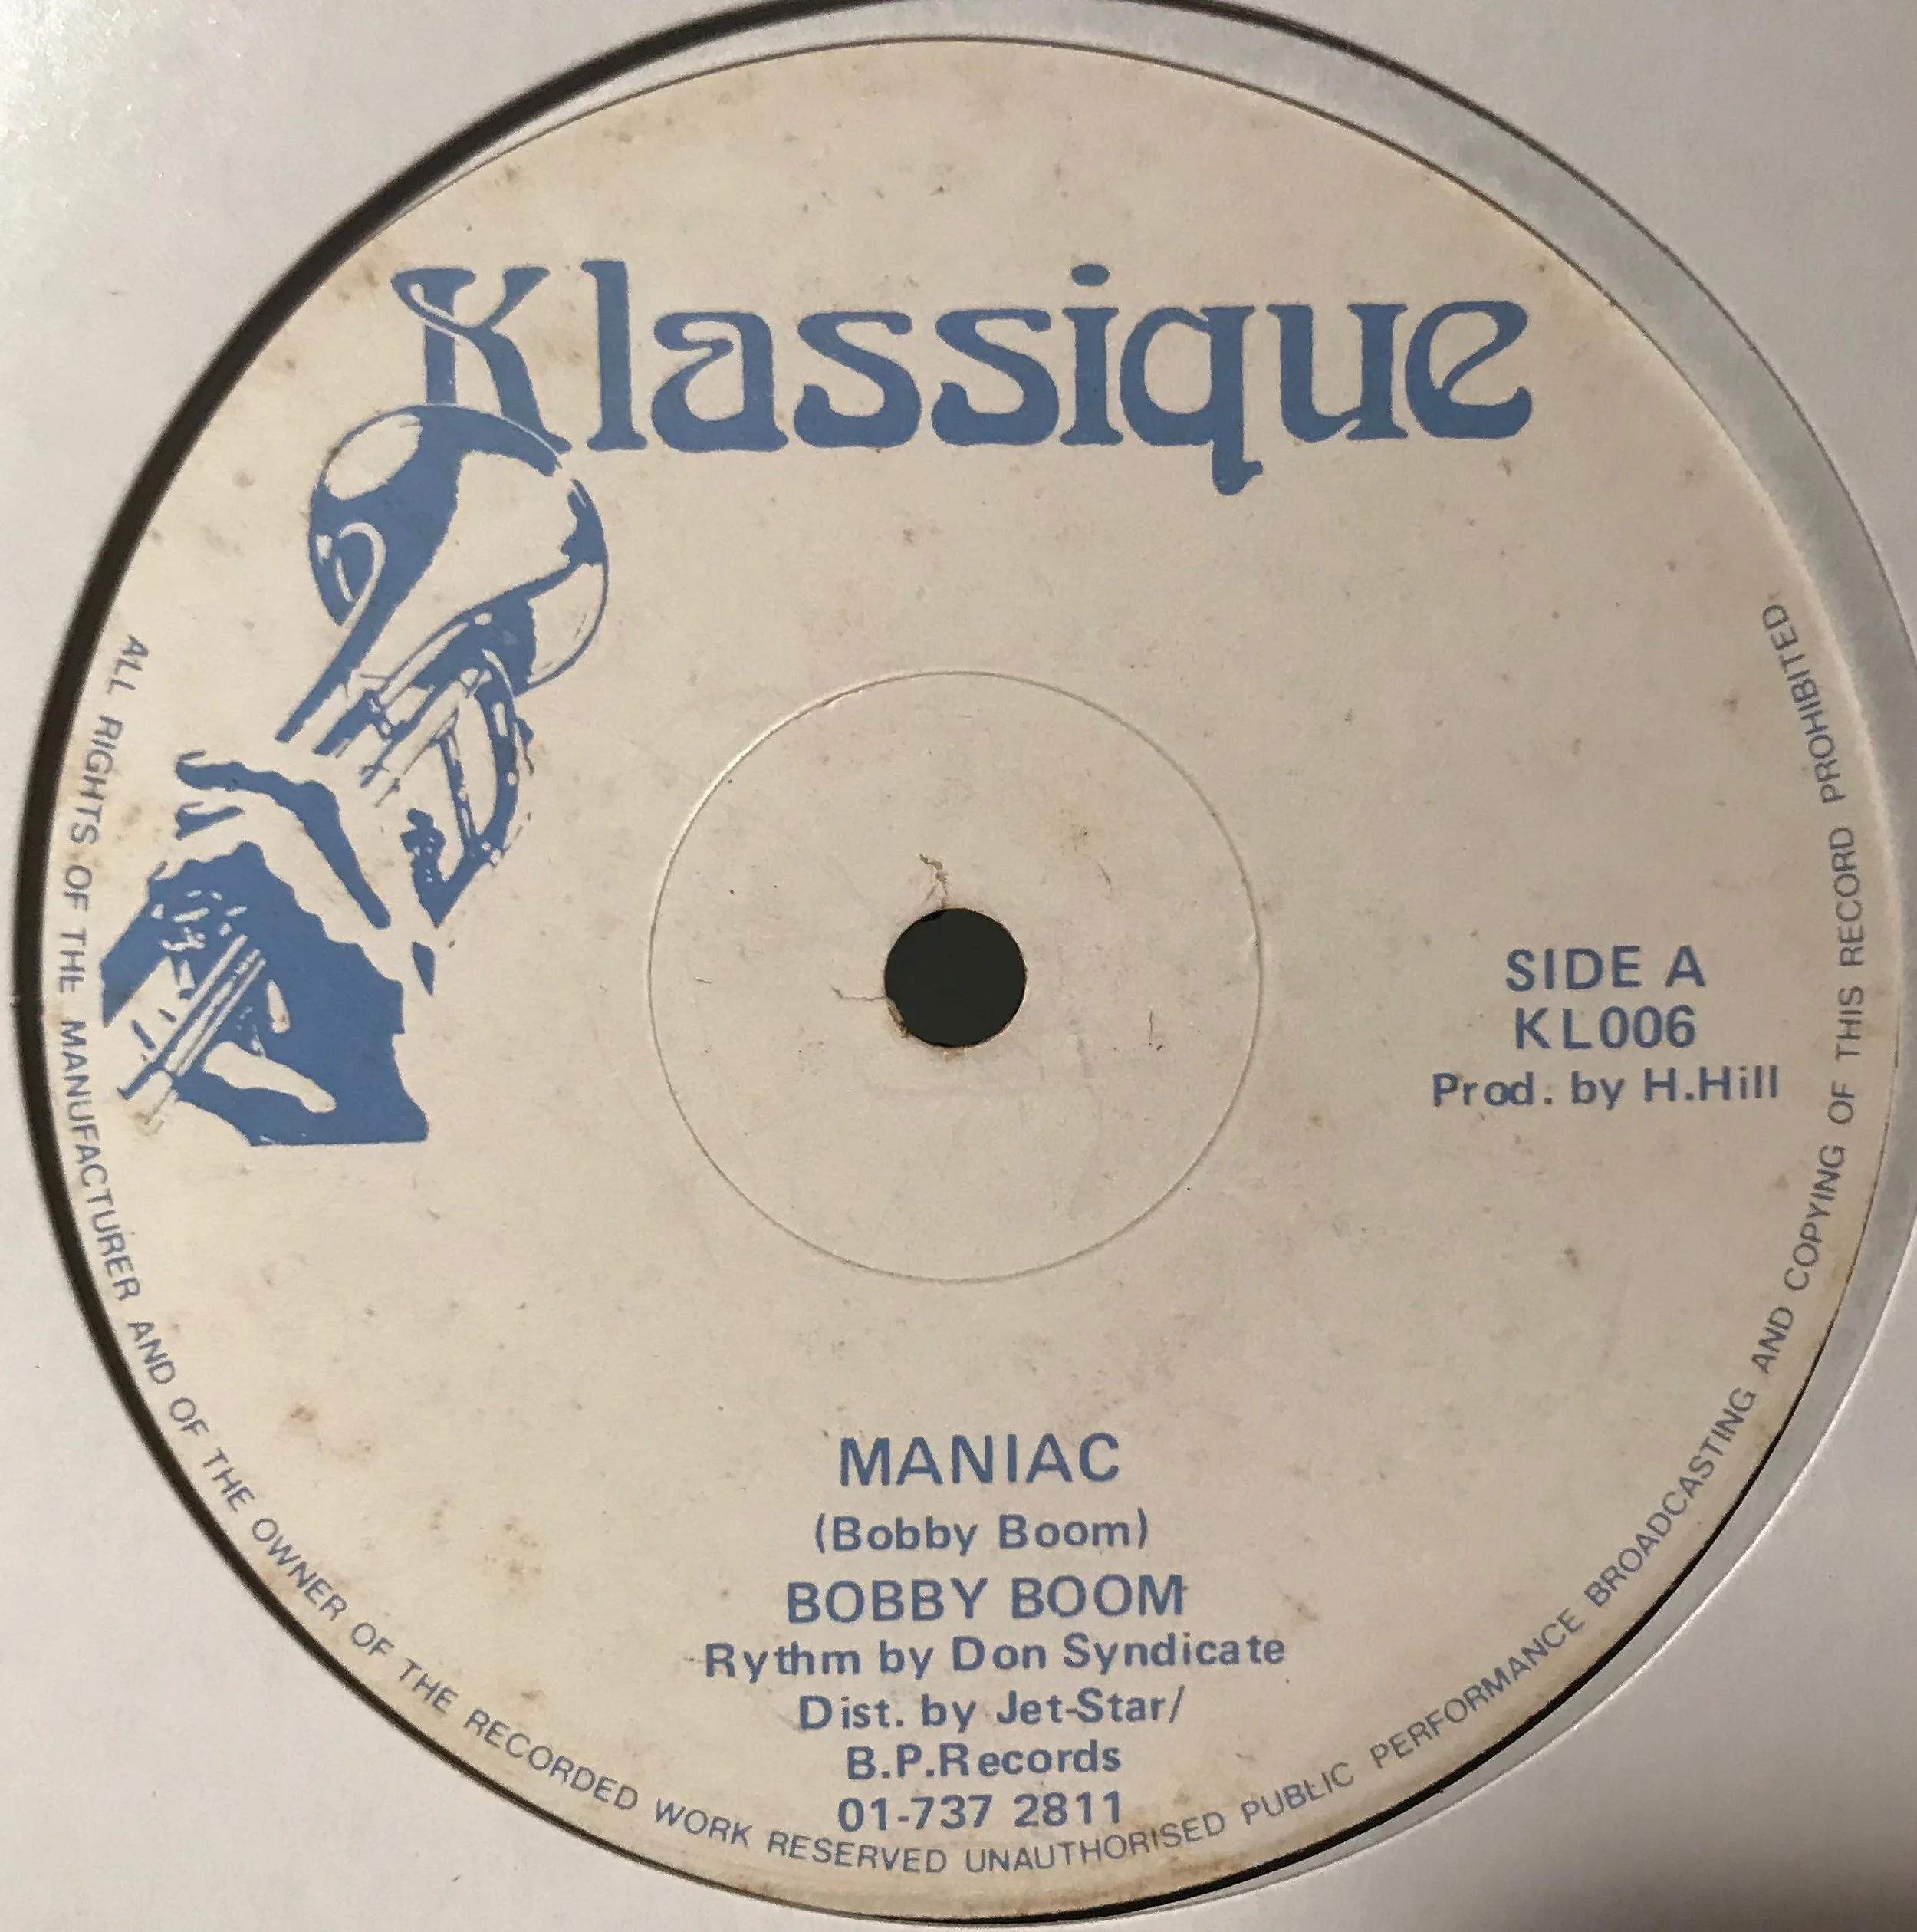 Klassique
SIDE A
KL006
Prod. by H.Hill
MANIAC
(Bobby Boom)
BOBBY BOOM
Rythm by Don Syndicate
Dist. by Jet-Star/
B.P.Records
01-737 2811
ALL RIGHTS OF THE MANUFACTURER AND OF THE OWNER OF THE RECORDED WORK RESERVED UNAUTHORISED PUBLIC PERFORMANCE BROADCASTING AND COPYING OF THIS RECORD PROHIBITED